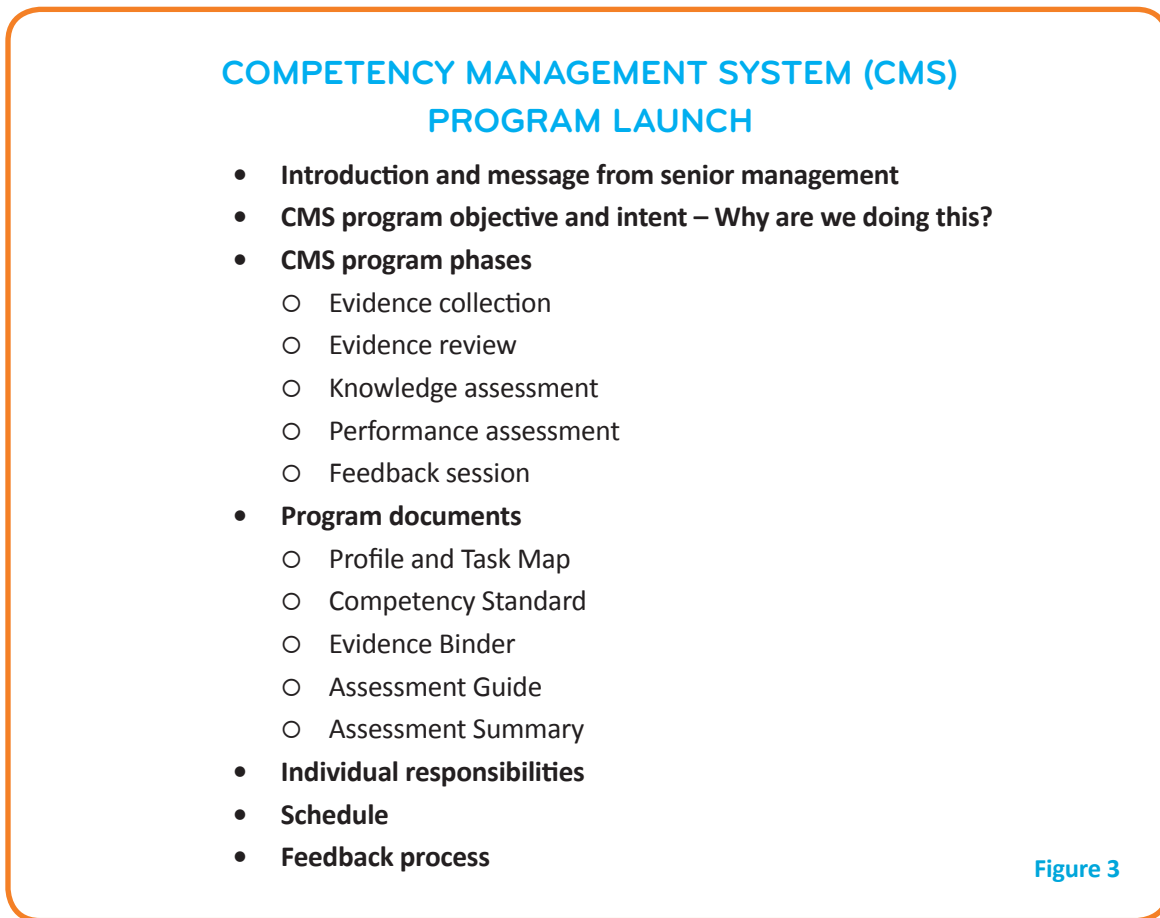 COMPETENCY MANAGEMENT SYSTEM (CMS)
PROGRAM LAUNCH
• Introduction and message from senior management
• CMS program objective and intent – Why are we doing this?
• CMS program phases
○ Evidence collection
○ Evidence review
○ Knowledge assessment
○ Performance assessment
○ Feedback session
• Program documents
○ Profile and Task Map
○ Competency Standard
○ Evidence Binder
○ Assessment Guide
○ Assessment Summary
• Individual responsibilities
• Schedule
• Feedback process
Figure 3